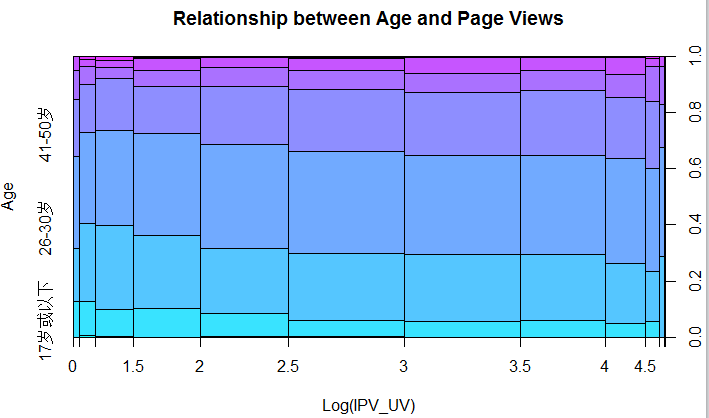 Relationship between Age and Page Views
Age
41-50岁
26-30岁
17岁或以下
1.0
0.8
0.6
0.4
0.2
0.0
0 1 1.5 2 2.5 3 3.5 4 4.5
Log(IPV_UV)